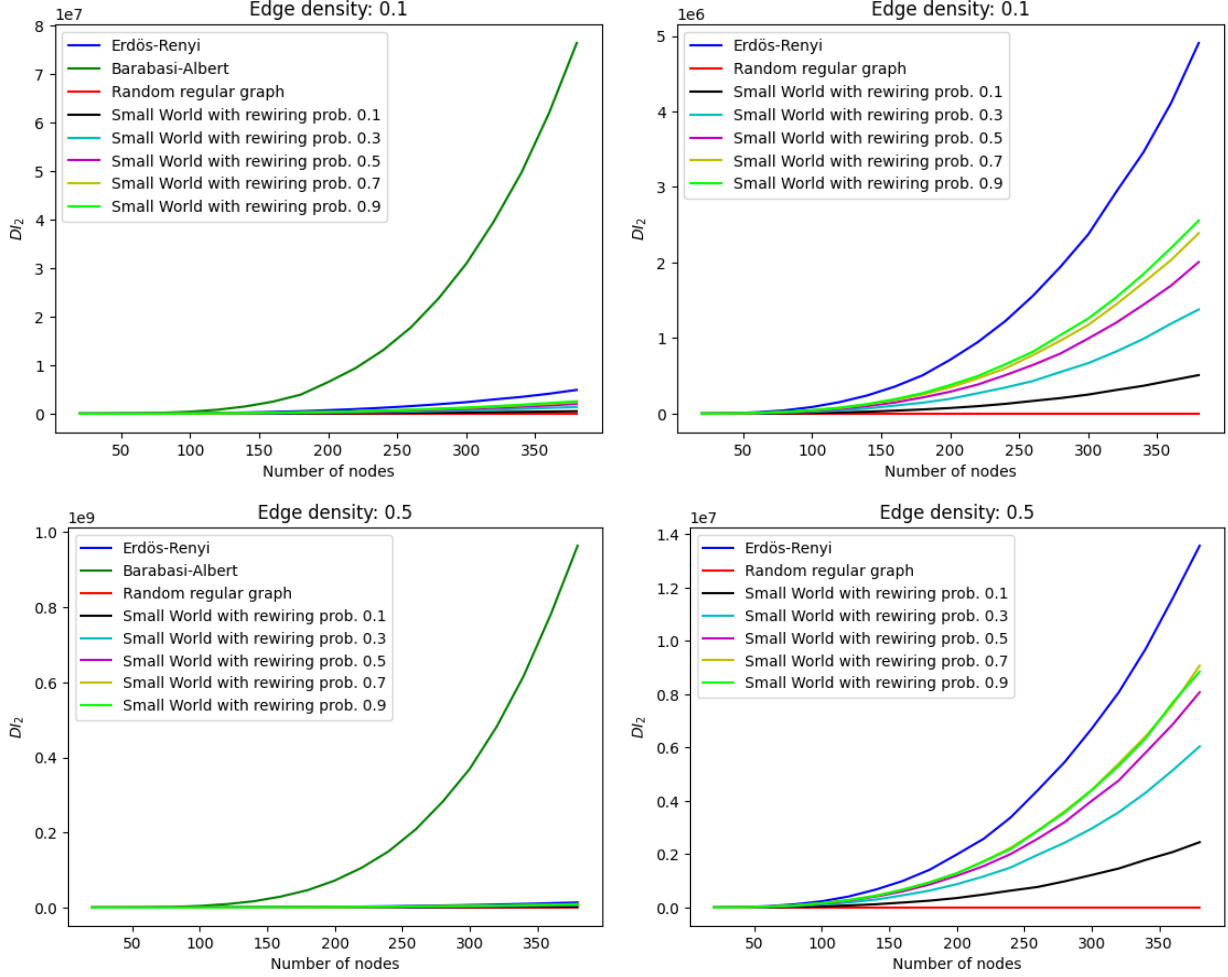 Edge density: 0.1
1e7
8
7
6
5
4
3
2
1
0
DI₂
Erdös-Renyi
Barabasi-Albert
Random regular graph
Small World with rewiring prob. 0.1
Small World with rewiring prob. 0.3
Small World with rewiring prob. 0.5
Small World with rewiring prob. 0.7
Small World with rewiring prob. 0.9
50 100 150 200 250 300 350
Number of nodes
Edge density: 0.1
1e6
5
4
3
2
1
0
DI₂
Erdös-Renyi
Random regular graph
Small World with rewiring prob. 0.1
Small World with rewiring prob. 0.3
Small World with rewiring prob. 0.5
Small World with rewiring prob. 0.7
Small World with rewiring prob. 0.9
50 100 150 200 250 300 350
Number of nodes
Edge density: 0.5
1e9
1.0
0.8
0.6
0.4
0.2
0.0
DI₂
Erdös-Renyi
Barabasi-Albert
Random regular graph
Small World with rewiring prob. 0.1
Small World with rewiring prob. 0.3
Small World with rewiring prob. 0.5
Small World with rewiring prob. 0.7
Small World with rewiring prob. 0.9
50 100 150 200 250 300 350
Number of nodes
Edge density: 0.5
1e7
1.4
1.2
1.0
0.8
0.6
0.4
0.2
0.0
DI₂
Erdös-Renyi
Random regular graph
Small World with rewiring prob. 0.1
Small World with rewiring prob. 0.3
Small World with rewiring prob. 0.5
Small World with rewiring prob. 0.7
Small World with rewiring prob. 0.9
50 100 150 200 250 300 350
Number of nodes